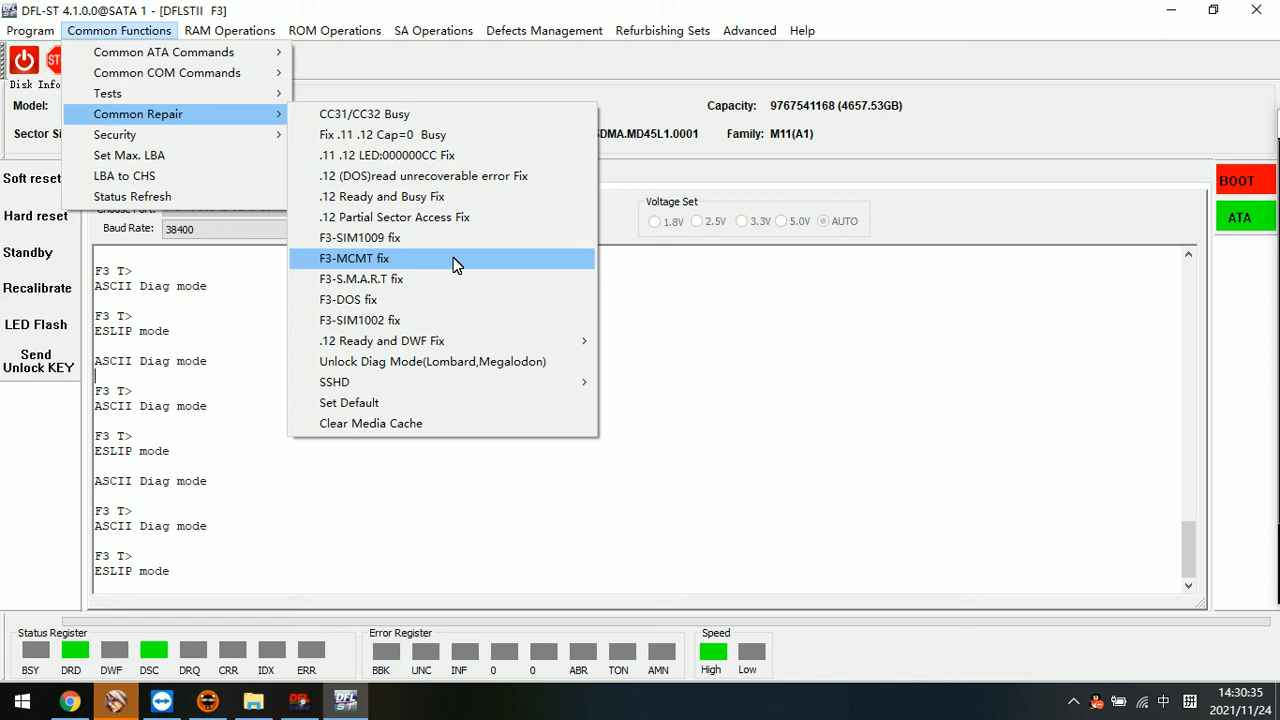 DFL-ST 4.1.0.0@SATA 1 - [DFLSTII F3]
Program Common Functions RAM Operations ROM Operations SA Operations Defects Management Refurbishing Sets Advanced Help
Common ATA Commands
Common COM Commands
Tests
Common Repair
Security
Set Max. LBA
LBA to CHS
Status Refresh
CC31/CC32 Busy
Fix .11 .12 Cap=0 Busy
.11 .12 LED:000000CC Fix
.12 (DOS)read unrecoverable error Fix
.12 Ready and Busy Fix
.12 Partial Sector Access Fix
F3-SIM1009 fix
F3-MCMT fix
F3-S.M.A.R.T fix
F3-DOS fix
F3-SIM1002 fix
.12 Ready and DWF Fix
Unlock Diag Mode(Lombard,Megalodon)
SSHD
Set Default
Clear Media Cache
Disk Info
Model:
Capacity: 9767541168 (4657.53GB)
Sector Si
SDMA.MD45L1.0001 Family: M11(A1)
Soft reset
Hard reset
Standby
Recalibrate
LED Flash
Send
Unlock KEY
Baud Rate: 38400
Voltage Set
1.8V 2.5V 3.3V 5.0V AUTO
BOOT
ATA
F3 T>
ASCII Diag mode
F3 T>
ESLIP mode
ASCII Diag mode
F3 T>
ASCII Diag mode
F3 T>
ESLIP mode
ASCII Diag mode
F3 T>
ASCII Diag mode
F3 T>
ESLIP mode
Status Register
BSY DRD DWF DSC DRQ CRR IDX ERR
Error Register
BBK UNC INF 0 0 ABR TON AMN
Speed
High Low
DFL
DFL
ST
中
拼
14:30:35
2021/11/24